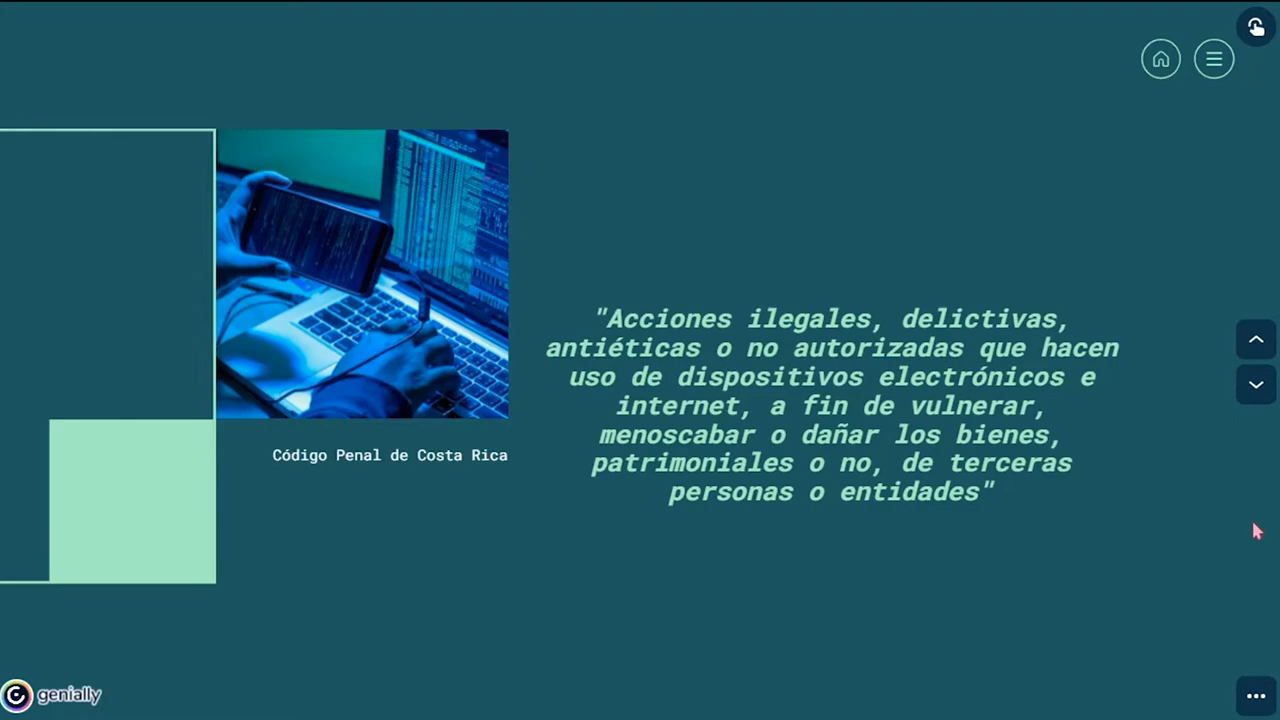 "Acciones ilegales, delictivas,
antiéticas o no autorizadas que hacen
uso de dispositivos electrónicos e
internet, a fin de vulnerar,
menoscabar o dañar los bienes,
patrimoniales o no, de terceras
personas o entidades"
Código Penal de Costa Rica
genially